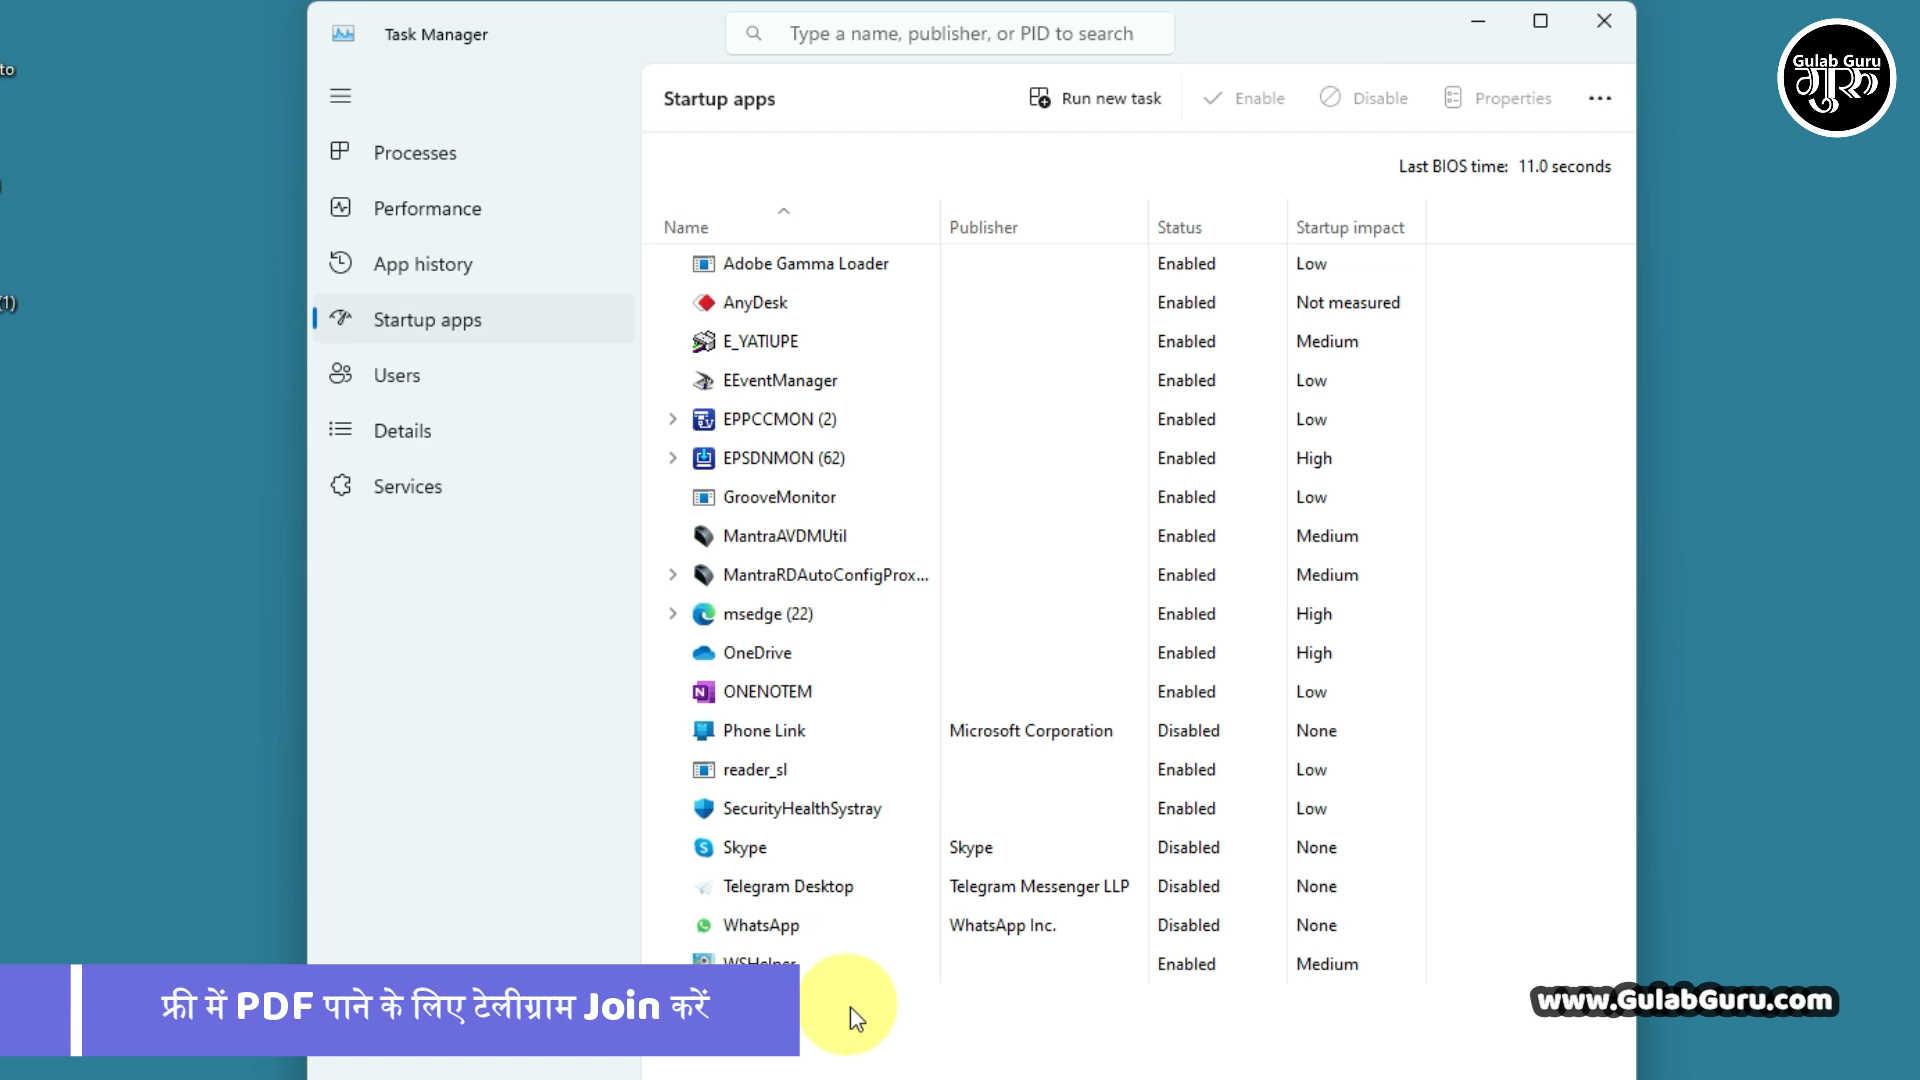 to
(1)
Task Manager
Type a name, publisher, or PID to search
Gulab Guru
गुरु
Startup apps
Run new task
Enable
Disable
Properties
Processes
Performance
App history
Startup apps
Users
Details
Services
Last BIOS time: 11.0 seconds
Name Publisher Status Startup impact
Adobe Gamma Loader Enabled Low
AnyDesk Enabled Not measured
E_YATIUPE Enabled Medium
EEventManager Enabled Low
EPPCCMON (2) Enabled Low
EPSDNMON (62) Enabled High
GrooveMonitor Enabled Low
MantraAVDMUtil Enabled Medium
MantraRDAutoConfigProx... Enabled Medium
msedge (22) Enabled High
OneDrive Enabled High
ONENOTEM Enabled Low
Phone Link Microsoft Corporation Disabled None
reader_sl Enabled Low
SecurityHealthSystray Enabled Low
Skype Skype Disabled None
Telegram Desktop Telegram Messenger LLP Disabled None
WhatsApp WhatsApp Inc. Disabled None
WSHelper Enabled Medium
फ्री में PDF पाने के लिए टेलीग्राम Join करें
www.GulabGuru.com